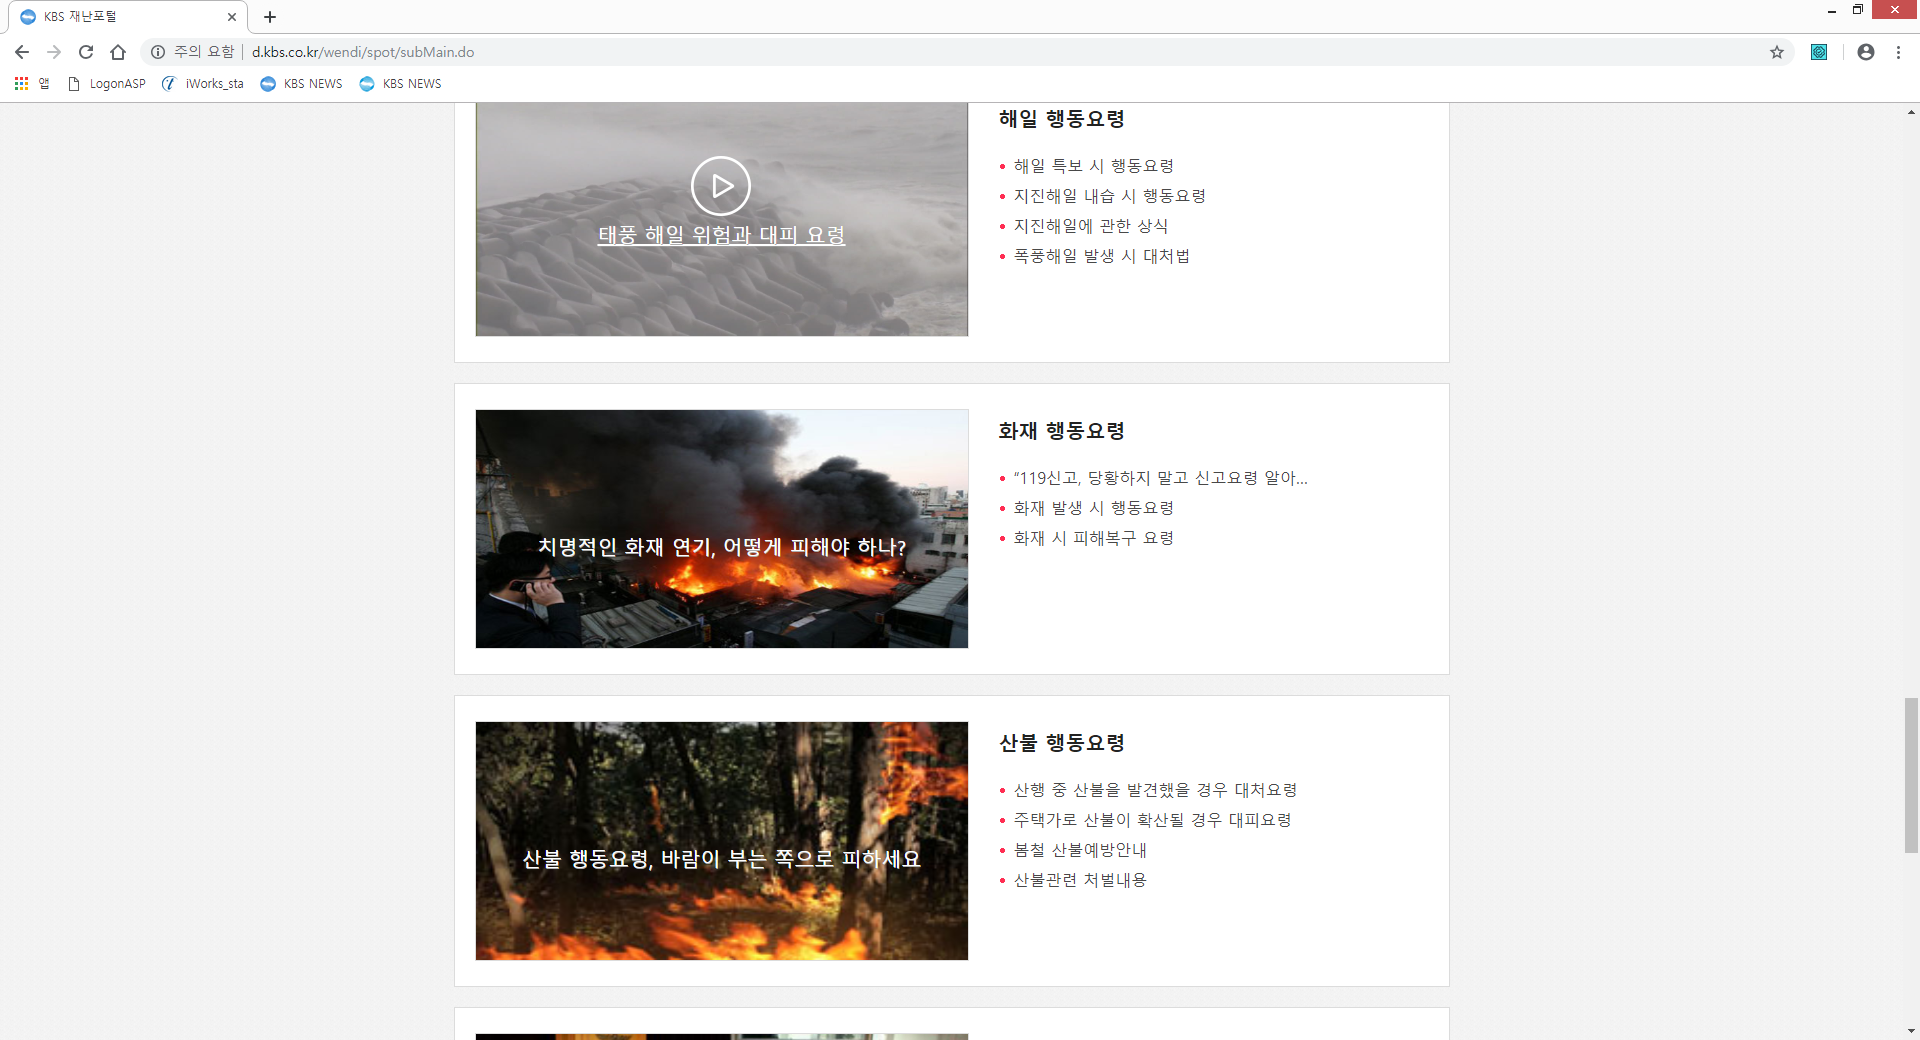 KBS 재난포털
주의 요함 d.kbs.co.kr/wendi/spot/subMain.do
앱 LogonASP iWorks_sta KBS NEWS KBS NEWS
태풍 해일 위험과 대피 요령
해일 행동요령
해일 특보 시 행동요령
지진해일 내습 시 행동요령
지진해일에 관한 상식
폭풍해일 발생 시 대처법
치명적인 화재 연기, 어떻게 피해야 하나?
화재 행동요령
“119신고, 당황하지 말고 신고요령 알아...
화재 발생 시 행동요령
화재 시 피해복구 요령
산불 행동요령, 바람이 부는 쪽으로 피하세요
산불 행동요령
산행 중 산불을 발견했을 경우 대처요령
주택가로 산불이 확산될 경우 대피요령
봄철 산불예방안내
산불관련 처벌내용